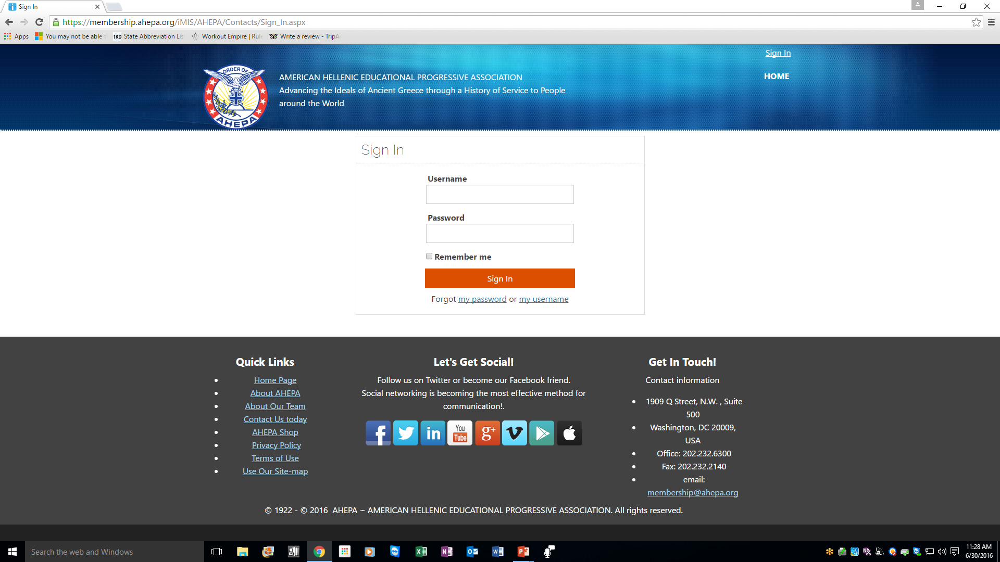 Sign In
https://membership.ahepa.org/iMIS/AHEPA/Contacts/Sign_In.aspx
Apps
You may not be able
1KD State Abbreviation Lis
Workout Empire | Rul
Write a review - TripA
Sign In
HOME
ORDER OF
AHEPA
AMERICAN HELLENIC EDUCATIONAL PROGRESSIVE ASSOCIATION
Advancing the Ideals of Ancient Greece through a History of Service to People
around the World
Sign In
Username
Password
Remember me
Sign In
Forgot my password or my username
Quick Links
Home Page
About AHEPA
About Our Team
Contact Us today
AHEPA Shop
Privacy Policy
Terms of Use
Use Our Site-map
Let's Get Social!
Follow us on Twitter or become our Facebook friend.
Social networking is becoming the most effective method for
communication!.
You
Tube
Get In Touch!
Contact information
1909 Q Street, N.W. , Suite
500
Washington, DC 20009,
USA
Office: 202.232.6300
Fax: 202.232.2140
email:
membership@ahepa.org
© 1922 - © 2016 AHEPA ~ AMERICAN HELLENIC EDUCATIONAL PROGRESSIVE ASSOCIATION. All rights reserved.
Search the web and Windows
11:28 AM
6/30/2016